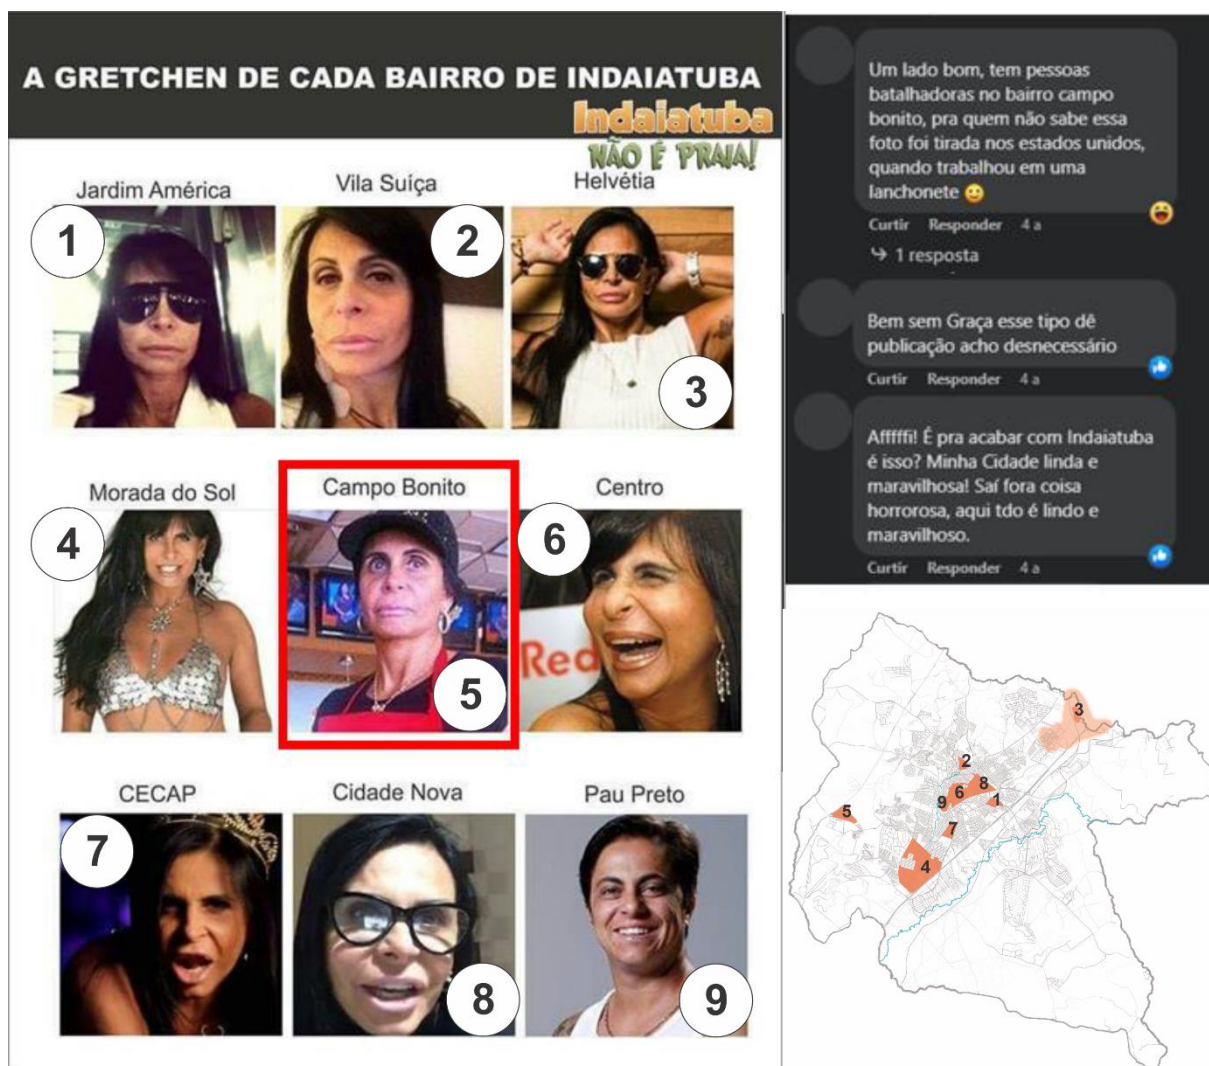 A GRETCHEN DE CADA BAIRRO DE INDAIATUBA
Indaiatuba
NÃO É PRAIA!
Jardim América
Vila Suíça
Helvétia
1
2
3
Morada do Sol
Campo Bonito
Centro
4
5
6
Red
CECAP
Cidade Nova
Pau Preto
7
8
9
Um lado bom, tem pessoas
batalhadoras no bairro campo
bonito, pra quem não sabe essa
foto foi tirada nos estados unidos,
quando trabalhou em uma
lanchonete
Curtir Responder 4 a
1 resposta
Bem sem Graça esse tipo dê
publicação acho desnecessário
Curtir Responder 4 a
Afffffi! É pra acabar com Indaiatuba
é isso? Minha Cidade linda e
maravilhosa! Saí fora coisa
horrorosa, aqui tdo é lindo e
maravilhoso.
Curtir Responder 4 a
3
2
8
6
9
1
5
7
4